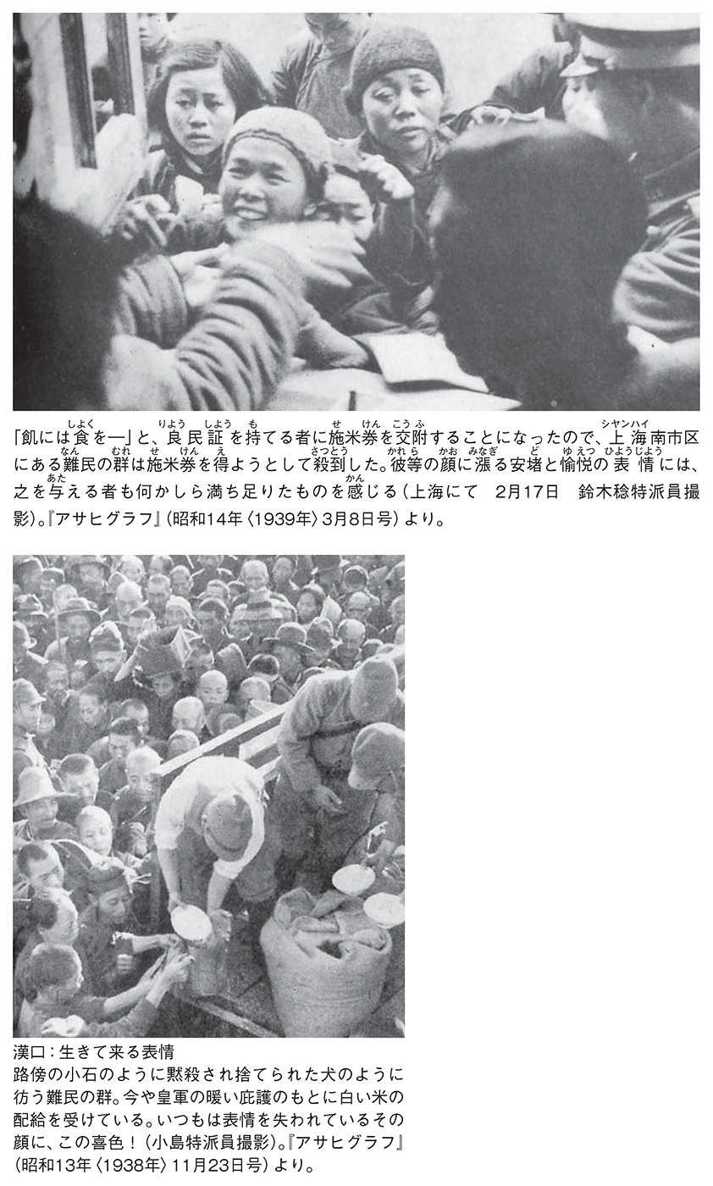 「飢には食を―」と、良民証を持てる者に施米券を交附することになったので、上海南市区
にある難民の群は施米券を得ようとして殺到した。彼等の顔に漲る安堵と愉悦の表情には、
之を与える者も何かしら満ち足りたものを感じる（上海にて　2月17日　鈴木稔特派員撮
影）。『アサヒグラフ』（昭和14年〈1939年〉3月8日号）より。
漢口：生きて来る表情
路傍の小石のように黙殺され捨てられた犬のように
彷う難民の群。今や皇軍の暖い庇護のもとに白い米の
配給を受けている。いつもは表情を失われているその
顔に、この喜色！（小島特派員撮影）。『アサヒグラフ』
（昭和13年〈1938年〉11月23日号）より。